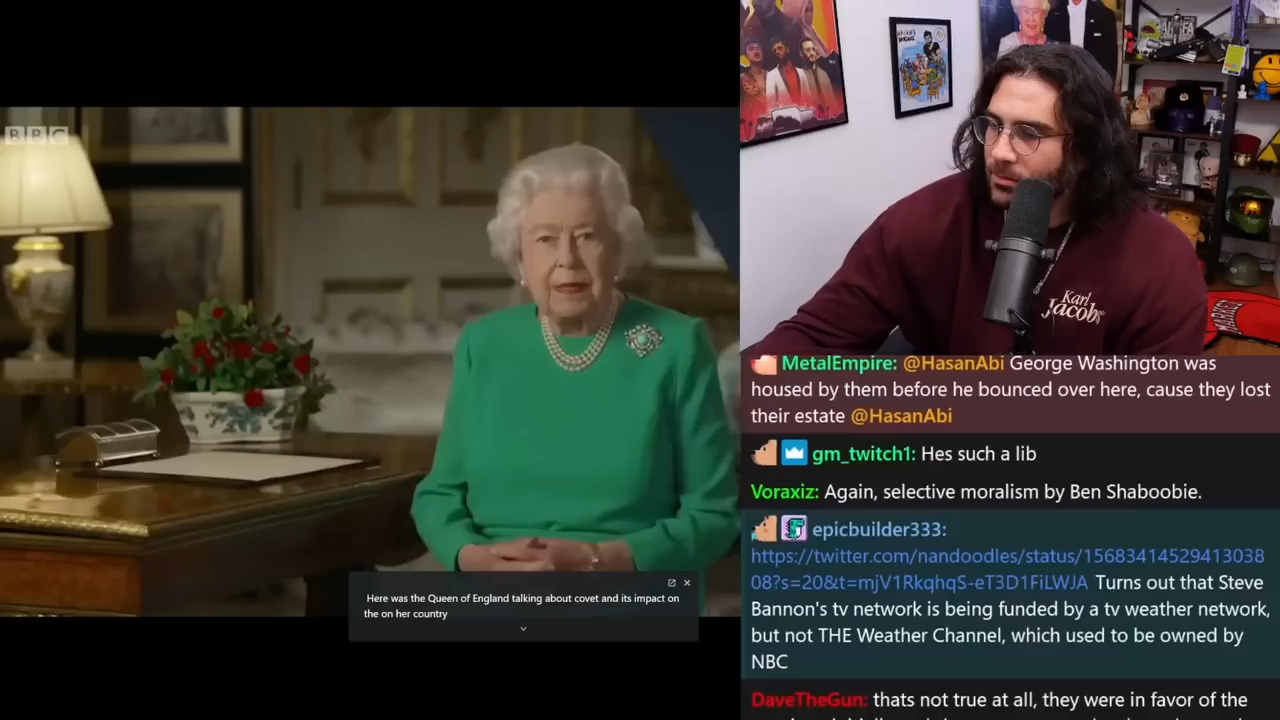 BBC
Here was the Queen of England talking about covet and its impact on
the on her country
Karl
Jacobs
MetalEmpire: @HasanAbi George Washington was
housed by them before he bounced over here, cause they lost
their estate @HasanAbi
gm_twitch1: Hes such a lib
Voraxiz: Again, selective moralism by Ben Shaboobie.
epicbuilder333:
https://twitter.com/nandoodles/status/15683414529413038
08?s=20&t=mjV1RkqhqS-eT3D1FiLWJA Turns out that Steve
Bannon's tv network is being funded by a tv weather network,
but not THE Weather Channel, which used to be owned by
NBC
DaveTheGun: thats not true at all, they were in favor of the